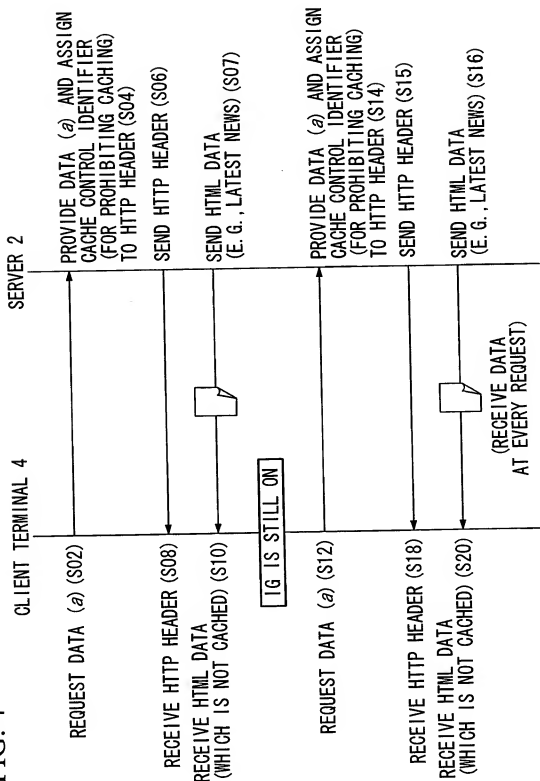 FIG.
CLIENT TERMINAL 4
SERVER 2
REQUEST DATA (a) (S02)
PROVIDE DATA (a) AND ASSIGN
CACHE CONTROL IDENTIFIER
(FOR PROHIBITING CACHING)
TO HTTP HEADER (S04)
RECEIVE HTTP HEADER (S08)
SEND HTTP HEADER (S06)
RECEIVE HTML DATA
(WHICH IS NOT CACHED) (S10)
SEND HTML DATA
(E. G., LATEST NEWS) (S07)
IG IS STILL ON
REQUEST DATA (a) (S12)
PROVIDE DATA (a) AND ASSIGN
CACHE CONTROL IDENTIFIER
(FOR PROHIBITING CACHING)
TO HTTP HEADER (S14)
RECEIVE HTTP HEADER (S18)
SEND HTTP HEADER (S15)
RECEIVE HTML DATA
(WHICH IS NOT CACHED) (S20)
SEND HTML DATA
(E. G., LATEST NEWS) (S16)
(RECEIVE DATA
AT EVERY REQUEST)